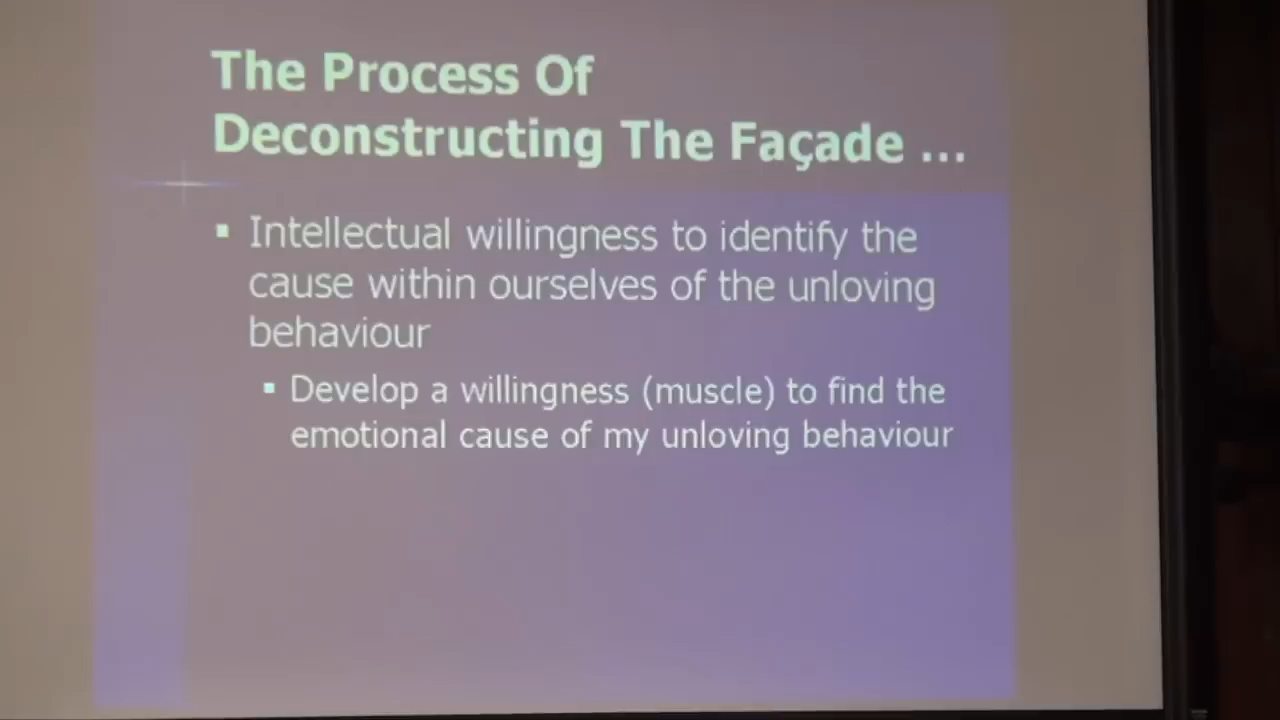 The Process Of
Deconstructing The Façade ...
▪ Intellectual willingness to identify the
cause within ourselves of the unloving
behaviour
▪ Develop a willingness (muscle) to find the
emotional cause of my unloving behaviour